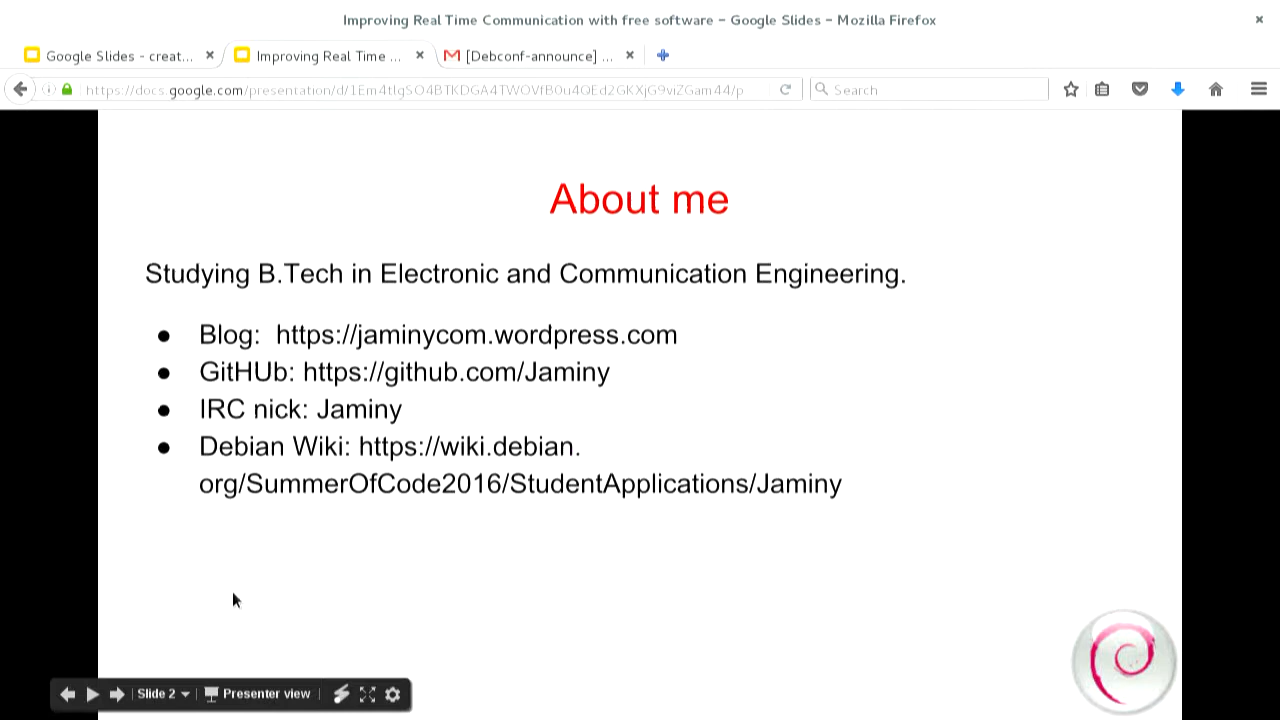 Improving Real Time Communication with free software – Google Slides – Mozilla Firefox
Google Slides - creat...
Improving Real Time ...
[Debconf-announce] ...
Search
About me
Studying B.Tech in Electronic and Communication Engineering.
● Blog:  https://jaminycom.wordpress.com
● GitHUb: https://github.com/Jaminy
● IRC nick: Jaminy
● Debian Wiki: https://wiki.debian.
org/SummerOfCode2016/StudentApplications/Jaminy
Slide 2
Presenter view